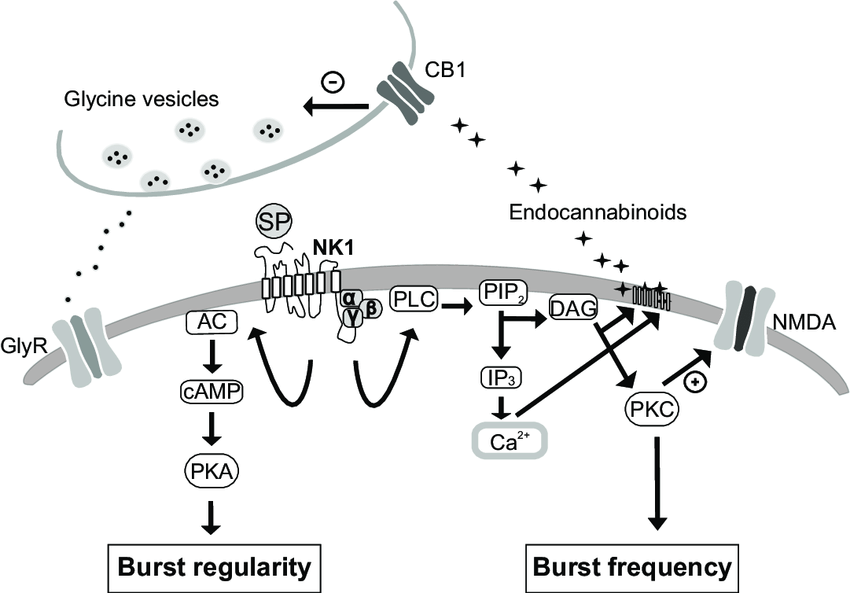 CB1
⊖
Glycine vesicles
Endocannabinoids
SP
NK1
α
β
γ
PLC
PIP₂
DAG
NMDA
AC
GlyR
IP₃
⊕
cAMP
PKC
Ca²⁺
PKA
Burst regularity
Burst frequency